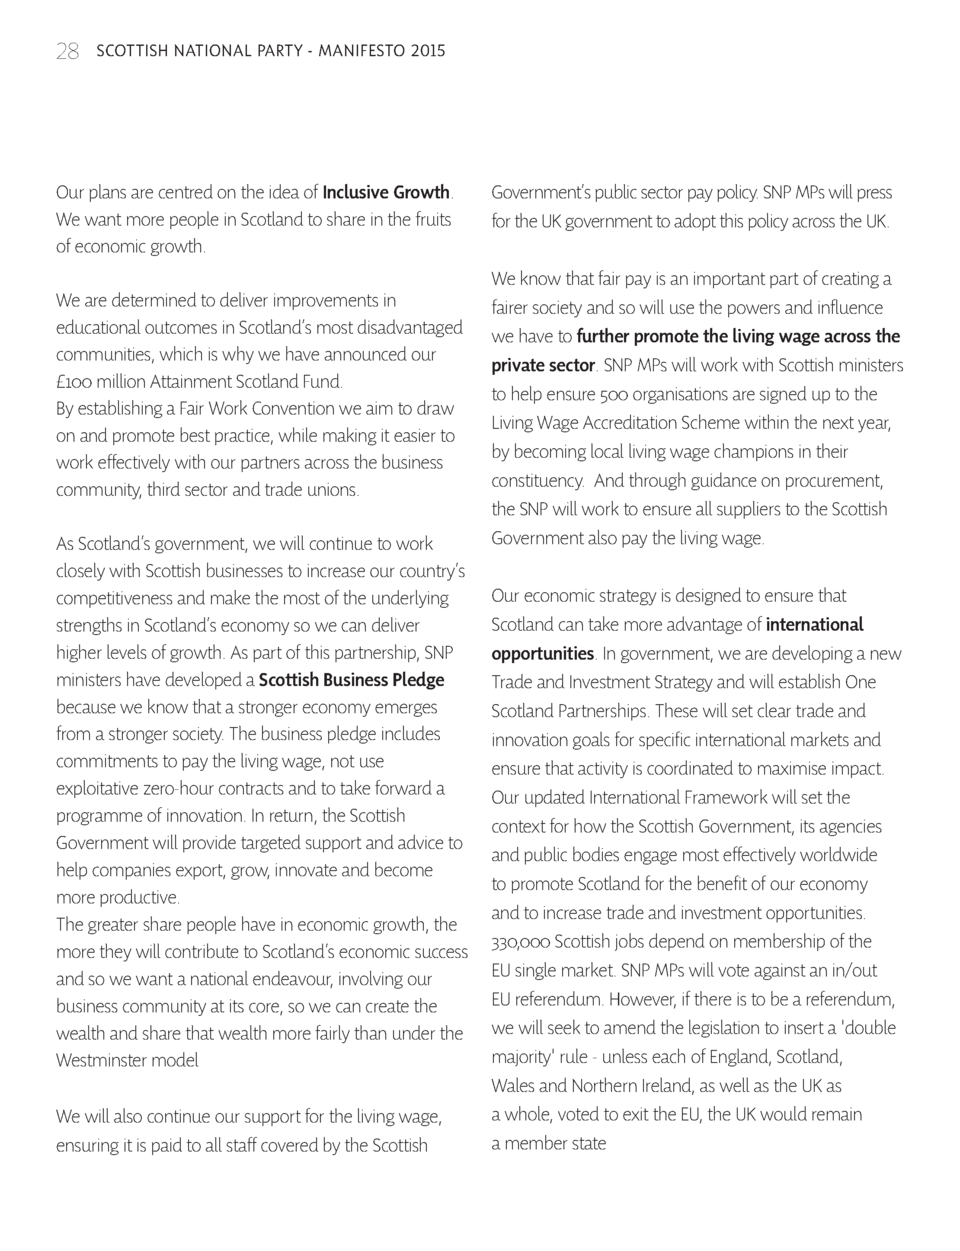 28 SCOTTISH NATIONAL PARTY - MANIFESTO 2015
Our plans are centred on the idea of Inclusive Growth.
We want more people in Scotland to share in the fruits
of economic growth.
We are determined to deliver improvements in
educational outcomes in Scotland's most disadvantaged
communities, which is why we have announced our
£100 million Attainment Scotland Fund.
By establishing a Fair Work Convention we aim to draw
on and promote best practice, while making it easier to
work effectively with our partners across the business
community, third sector and trade unions.
As Scotland's government, we will continue to work
closely with Scottish businesses to increase our country's
competitiveness and make the most of the underlying
strengths in Scotland's economy so we can deliver
higher levels of growth. As part of this partnership, SNP
ministers have developed a Scottish Business Pledge
because we know that a stronger economy emerges
from a stronger society. The business pledge includes
commitments to pay the living wage, not use
exploitative zero-hour contracts and to take forward a
programme of innovation. In return, the Scottish
Government will provide targeted support and advice to
help companies export, grow, innovate and become
more productive.
The greater share people have in economic growth, the
more they will contribute to Scotland's economic success
and so we want a national endeavour, involving our
business community at its core, so we can create the
wealth and share that wealth more fairly than under the
Westminster model
We will also continue our support for the living wage,
ensuring it is paid to all staff covered by the Scottish
Government's public sector pay policy. SNP MPs will press
for the UK government to adopt this policy across the UK.
We know that fair pay is an important part of creating a
fairer society and so will use the powers and influence
we have to further promote the living wage across the
private sector. SNP MPs will work with Scottish ministers
to help ensure 500 organisations are signed up to the
Living Wage Accreditation Scheme within the next year,
by becoming local living wage champions in their
constituency.  And through guidance on procurement,
the SNP will work to ensure all suppliers to the Scottish
Government also pay the living wage.
Our economic strategy is designed to ensure that
Scotland can take more advantage of international
opportunities. In government, we are developing a new
Trade and Investment Strategy and will establish One
Scotland Partnerships. These will set clear trade and
innovation goals for specific international markets and
ensure that activity is coordinated to maximise impact.
Our updated International Framework will set the
context for how the Scottish Government, its agencies
and public bodies engage most effectively worldwide
to promote Scotland for the benefit of our economy
and to increase trade and investment opportunities.
330,000 Scottish jobs depend on membership of the
EU single market. SNP MPs will vote against an in/out
EU referendum. However, if there is to be a referendum,
we will seek to amend the legislation to insert a 'double
majority' rule - unless each of England, Scotland,
Wales and Northern Ireland, as well as the UK as
a whole, voted to exit the EU, the UK would remain
a member state